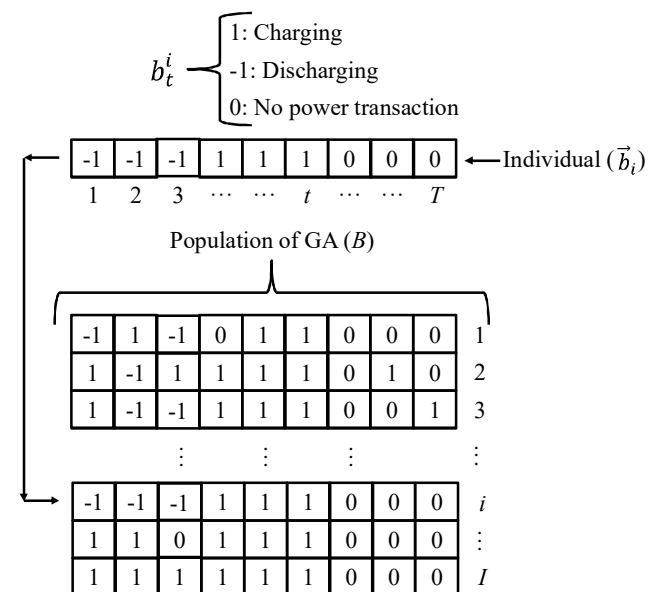 1: Charging
b_t^i -1: Discharging
0: No power transaction
-1 -1 -1 1 1 1 0 0 0 Individual (b⃗_i)
1 2 3 ⋯ ⋯ t ⋯ ⋯ T
Population of GA (B)
-1 1 -1 0 1 1 0 0 0 1
1 -1 1 1 1 1 0 1 0 2
1 -1 -1 1 1 1 0 0 1 3
⋮ ⋮ ⋮ ⋮
-1 -1 -1 1 1 1 0 0 0 i
1 1 0 1 1 1 0 0 0 ⋮
1 1 1 1 1 1 0 0 0 I